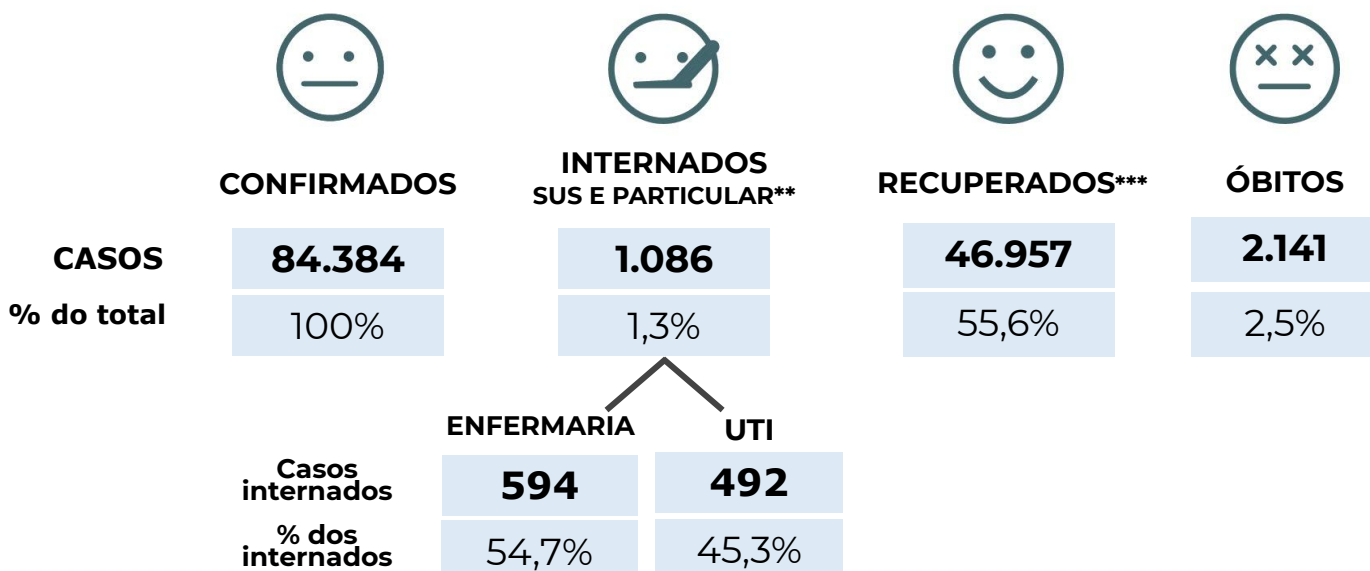 CONFIRMADOS
INTERNADOS
SUS E PARTICULAR**
RECUPERADOS***
ÓBITOS
CASOS
84.384
1.086
46.957
2.141
% do total
100%
1,3%
55,6%
2,5%
ENFERMARIA
UTI
Casos
internados
594
492
% dos
internados
54,7%
45,3%